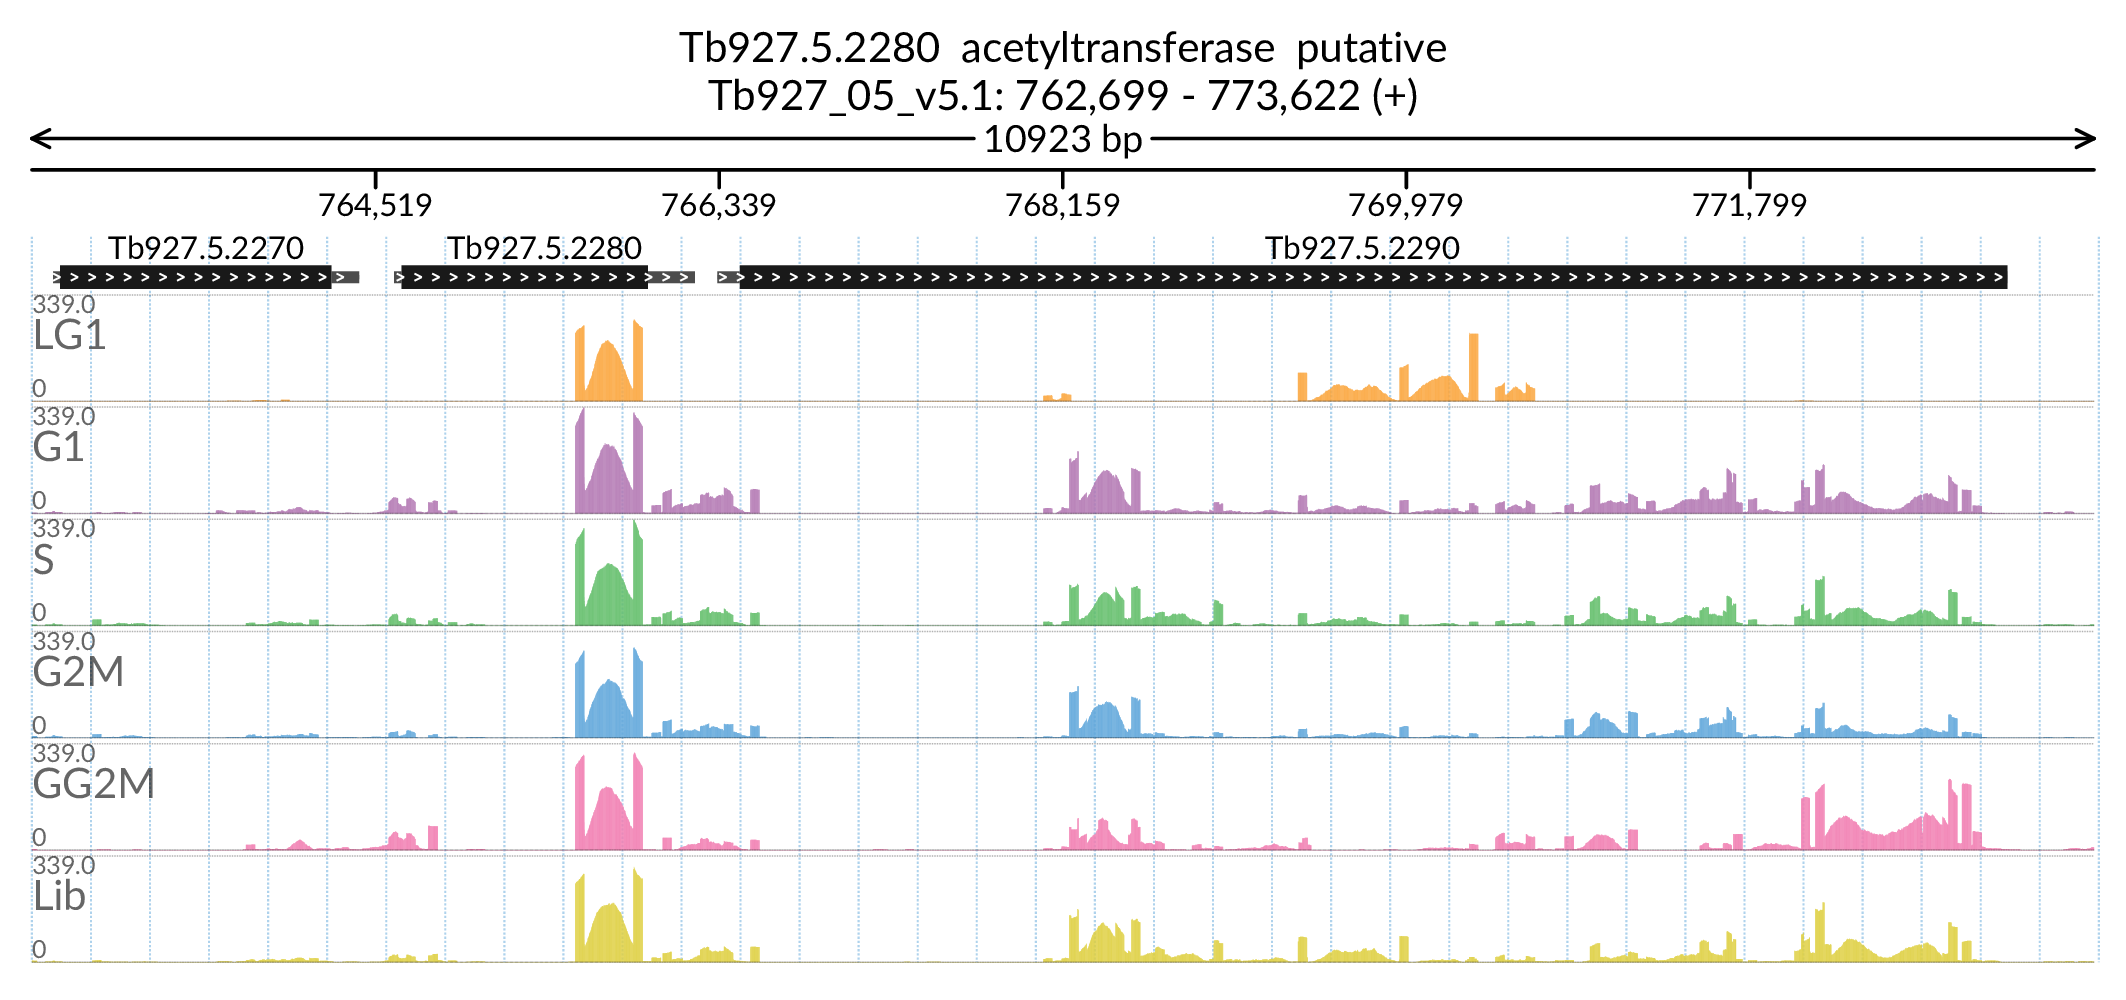 Tb927.5.2280 acetyltransferase putative
Tb927_05_v5.1: 762,699 - 773,622 (+)
10923 bp
764,519 766,339 768,159 769,979 771,799
Tb927.5.2270 Tb927.5.2280 Tb927.5.2290
339.0
LG1
0
339.0
G1
0
339.0
S
0
339.0
G2M
0
339.0
GG2M
0
339.0
Lib
0